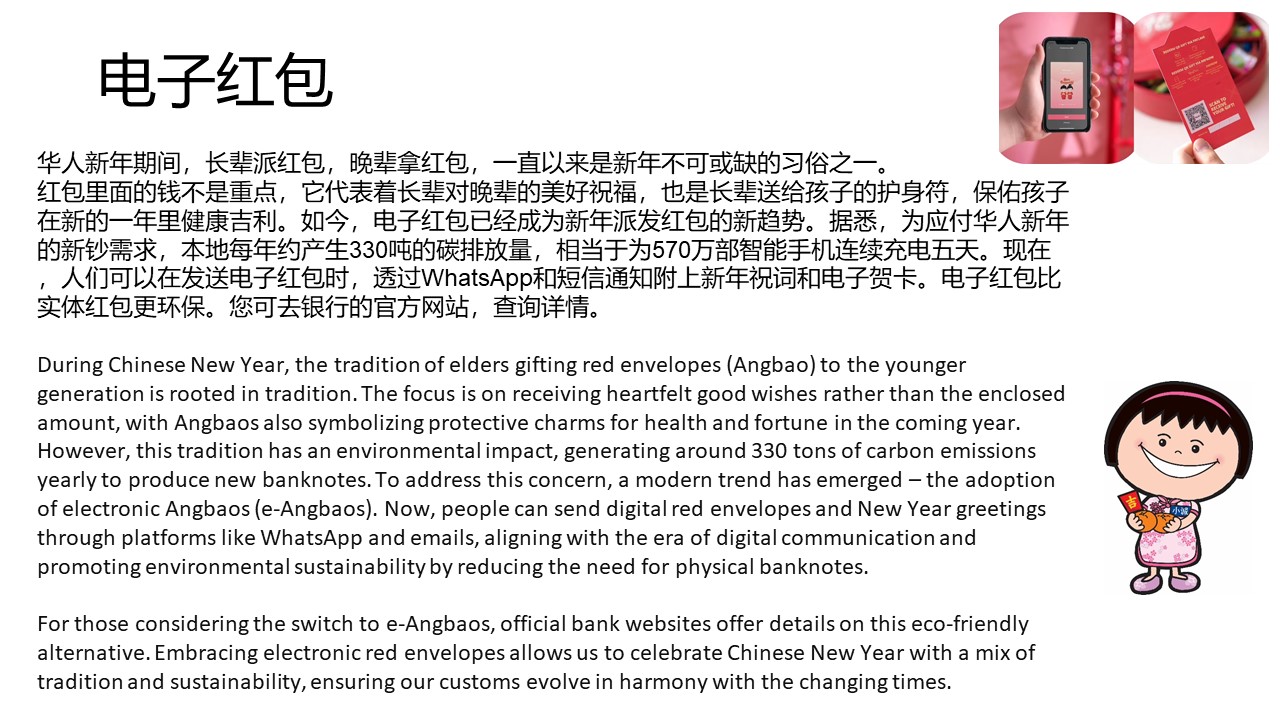 电子红包
华人新年期间，长辈派红包，晚辈拿红包，一直以来是新年不可或缺的习俗之一。
红包里面的钱不是重点，它代表着长辈对晚辈的美好祝福，也是长辈送给孩子的护身符，保佑孩子
在新的一年里健康吉利。如今，电子红包已经成为新年派发红包的新趋势。据悉，为应付华人新年
的新钞需求，本地每年约产生330吨的碳排放量，相当于为570万部智能手机连续充电五天。现在
，人们可以在发送电子红包时，透过WhatsApp和短信通知附上新年祝词和电子贺卡。电子红包比
实体红包更环保。您可去银行的官方网站，查询详情。
During Chinese New Year, the tradition of elders gifting red envelopes (Angbao) to the younger
generation is rooted in tradition. The focus is on receiving heartfelt good wishes rather than the enclosed
amount, with Angbaos also symbolizing protective charms for health and fortune in the coming year.
However, this tradition has an environmental impact, generating around 330 tons of carbon emissions
yearly to produce new banknotes. To address this concern, a modern trend has emerged – the adoption
of electronic Angbaos (e-Angbaos). Now, people can send digital red envelopes and New Year greetings
through platforms like WhatsApp and emails, aligning with the era of digital communication and
promoting environmental sustainability by reducing the need for physical banknotes.
For those considering the switch to e-Angbaos, official bank websites offer details on this eco-friendly
alternative. Embracing electronic red envelopes allows us to celebrate Chinese New Year with a mix of
tradition and sustainability, ensuring our customs evolve in harmony with the changing times.
SCAN TO
RECEIVE
YOUR GIFT!
吉
小诚